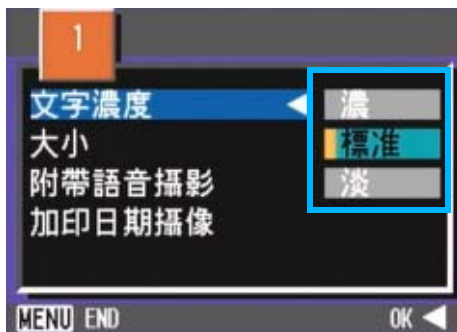 1
文字濃度 ◀ 濃
大小 標准
附帶語音攝影 淡
加印日期攝像
MENU END OK ◀